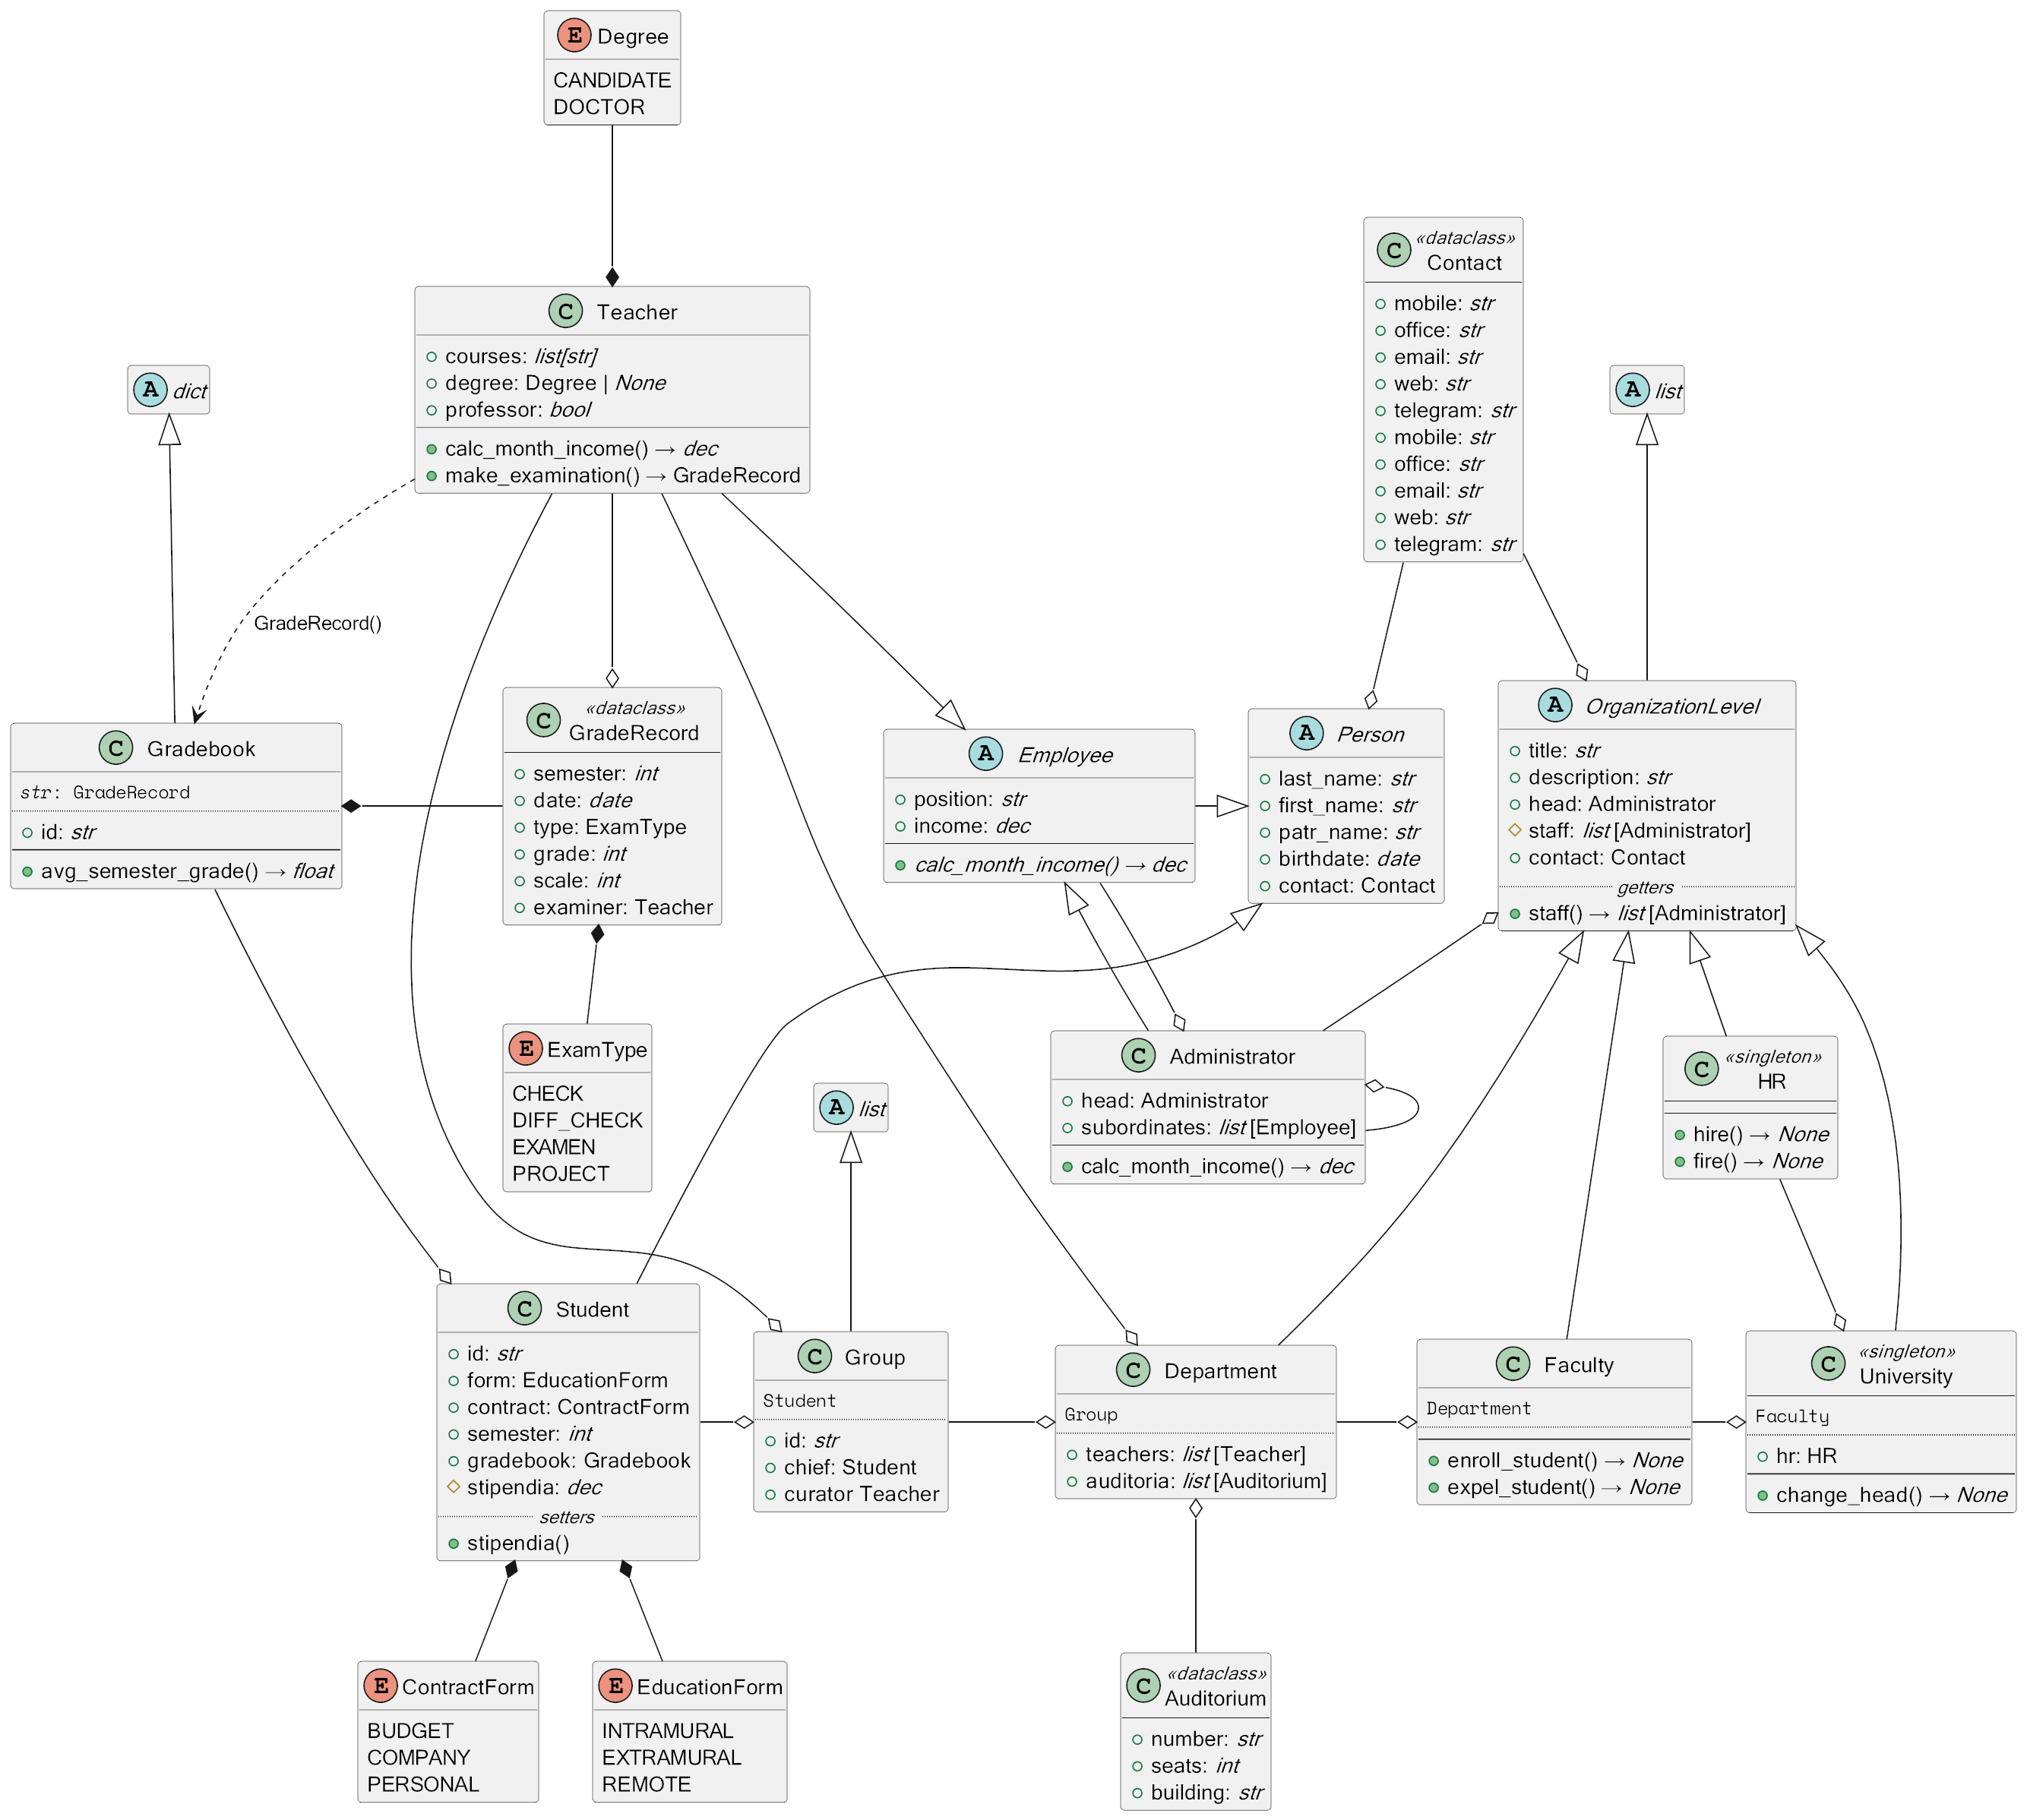 E Degree
CANDIDATE
DOCTOR
C Teacher
courses: list[str]
degree: Degree | None
professor: bool
calc_month_income() → dec
make_examination() → GradeRecord
C «dataclass»
Contact
mobile: str
office: str
email: str
web: str
telegram: str
mobile: str
office: str
email: str
web: str
telegram: str
A dict
A list
GradeRecord()
C Gradebook
str: GradeRecord
id: str
avg_semester_grade() → float
C «dataclass»
GradeRecord
semester: int
date: date
type: ExamType
grade: int
scale: int
examiner: Teacher
A Employee
position: str
income: dec
calc_month_income() → dec
A Person
last_name: str
first_name: str
patr_name: str
birthdate: date
contact: Contact
A OrganizationLevel
title: str
description: str
head: Administrator
staff: list [Administrator]
contact: Contact
getters
staff() → list [Administrator]
E ExamType
CHECK
DIFF_CHECK
EXAMEN
PROJECT
A list
C Administrator
head: Administrator
subordinates: list [Employee]
calc_month_income() → dec
C «singleton»
HR
hire() → None
fire() → None
C Student
id: str
form: EducationForm
contract: ContractForm
semester: int
gradebook: Gradebook
stipendia: dec
setters
stipendia()
C Group
Student
id: str
chief: Student
curator Teacher
C Department
Group
teachers: list [Teacher]
auditoria: list [Auditorium]
C Faculty
Department
enroll_student() → None
expel_student() → None
C «singleton»
University
Faculty
hr: HR
change_head() → None
E ContractForm
BUDGET
COMPANY
PERSONAL
E EducationForm
INTRAMURAL
EXTRAMURAL
REMOTE
C «dataclass»
Auditorium
number: str
seats: int
building: str